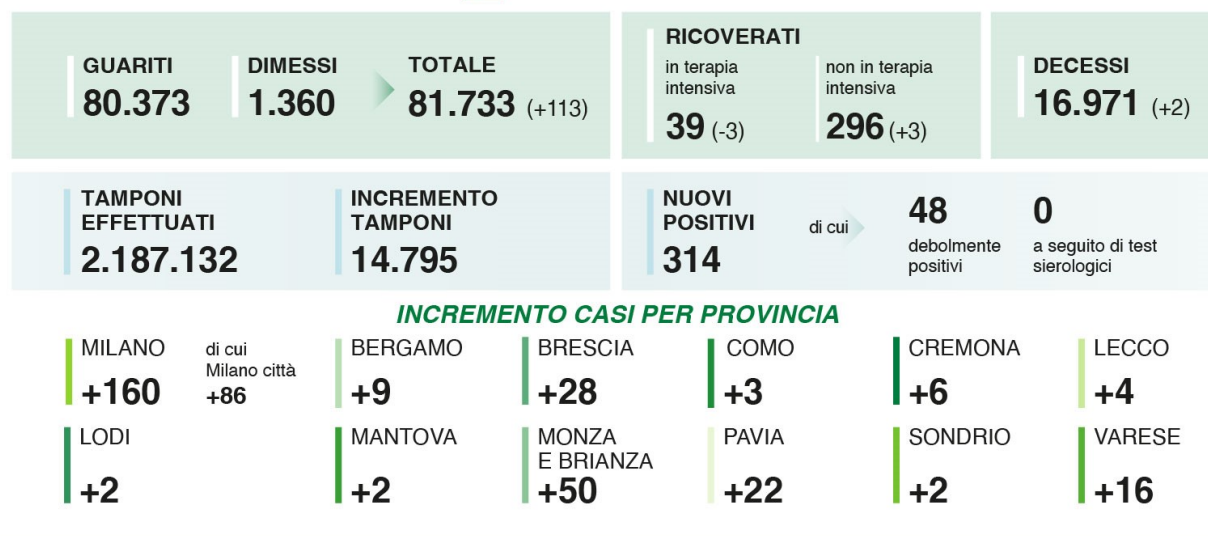 GUARITI
80.373
DIMESSI
1.360
TOTALE
81.733 (+113)
RICOVERATI
in terapia
intensiva
39 (-3)
non in terapia
intensiva
296 (+3)
DECESSI
16.971 (+2)
TAMPONI
EFFETTUATI
2.187.132
INCREMENTO
TAMPONI
14.795
NUOVI
POSITIVI
314
di cui
48
debolmente
positivi
0
a seguito di test
sierologici
INCREMENTO CASI PER PROVINCIA
MILANO
+160
di cui
Milano città
+86
BERGAMO
+9
BRESCIA
+28
COMO
+3
CREMONA
+6
LECCO
+4
LODI
+2
MANTOVA
+2
MONZA
E BRIANZA
+50
PAVIA
+22
SONDRIO
+2
VARESE
+16